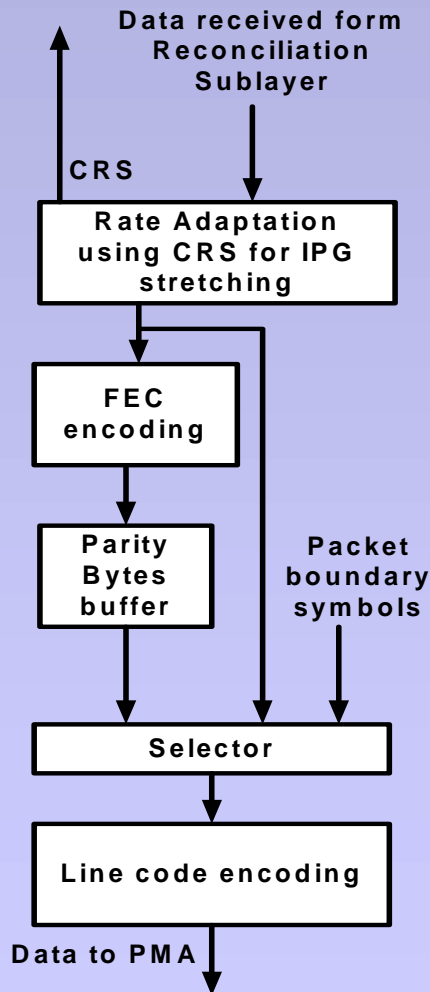 Data received form
Reconciliation
Sublayer
CRS
Rate Adaptation
using CRS for IPG
stretching
FEC
encoding
Parity
Bytes
buffer
Packet
boundary
symbols
Selector
Line code encoding
Data to PMA